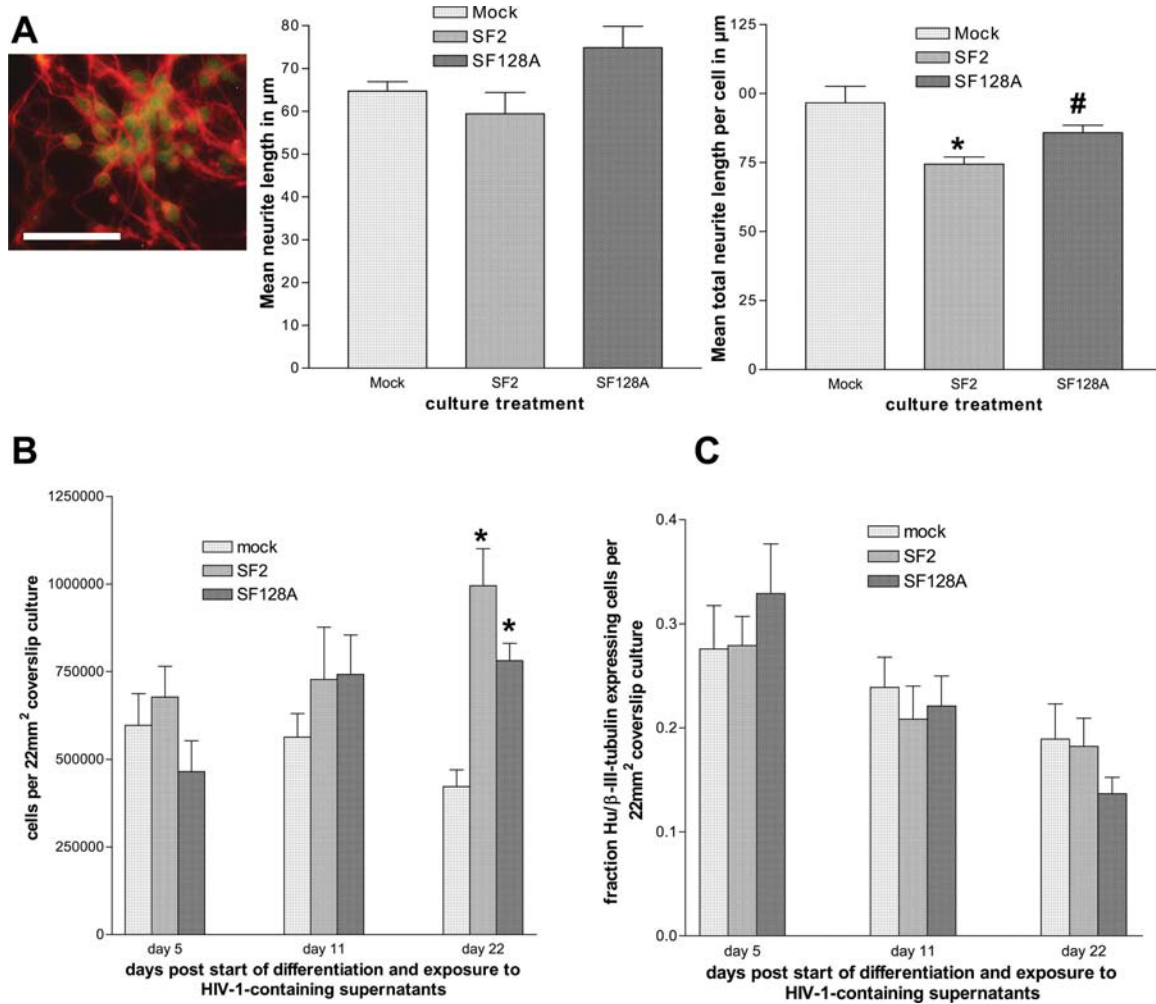 A
Mean neurite length in µm
80
70
60
50
65
80
40
30
20
10
0
Mock
SF2
SF128A
Mock
SF2
SF128A
culture treatment
Mean total neurite length per cell in µm
125
00
75
50
25
0
Mock
SF2
SF128A
*
#
Mock
SF2
SF128A
culture treatment
B
cells per 22mm² coverslip culture
1250000
1000000
750000
500000
250000
0
mock
SF2
SF128A
*
*
day 5
day 11
day 22
days post start of differentiation and exposure to
HIV-1-containing supernatants
C
fraction Hu/β-III-tubulin expressing cells per
22mm² coverslip culture
0.4
0.3
0.2
0.1
0.0
mock
SF2
SF128A
day 5
day 11
day 22
days post start of differentiation and exposure to
HIV-1-containing supernatants